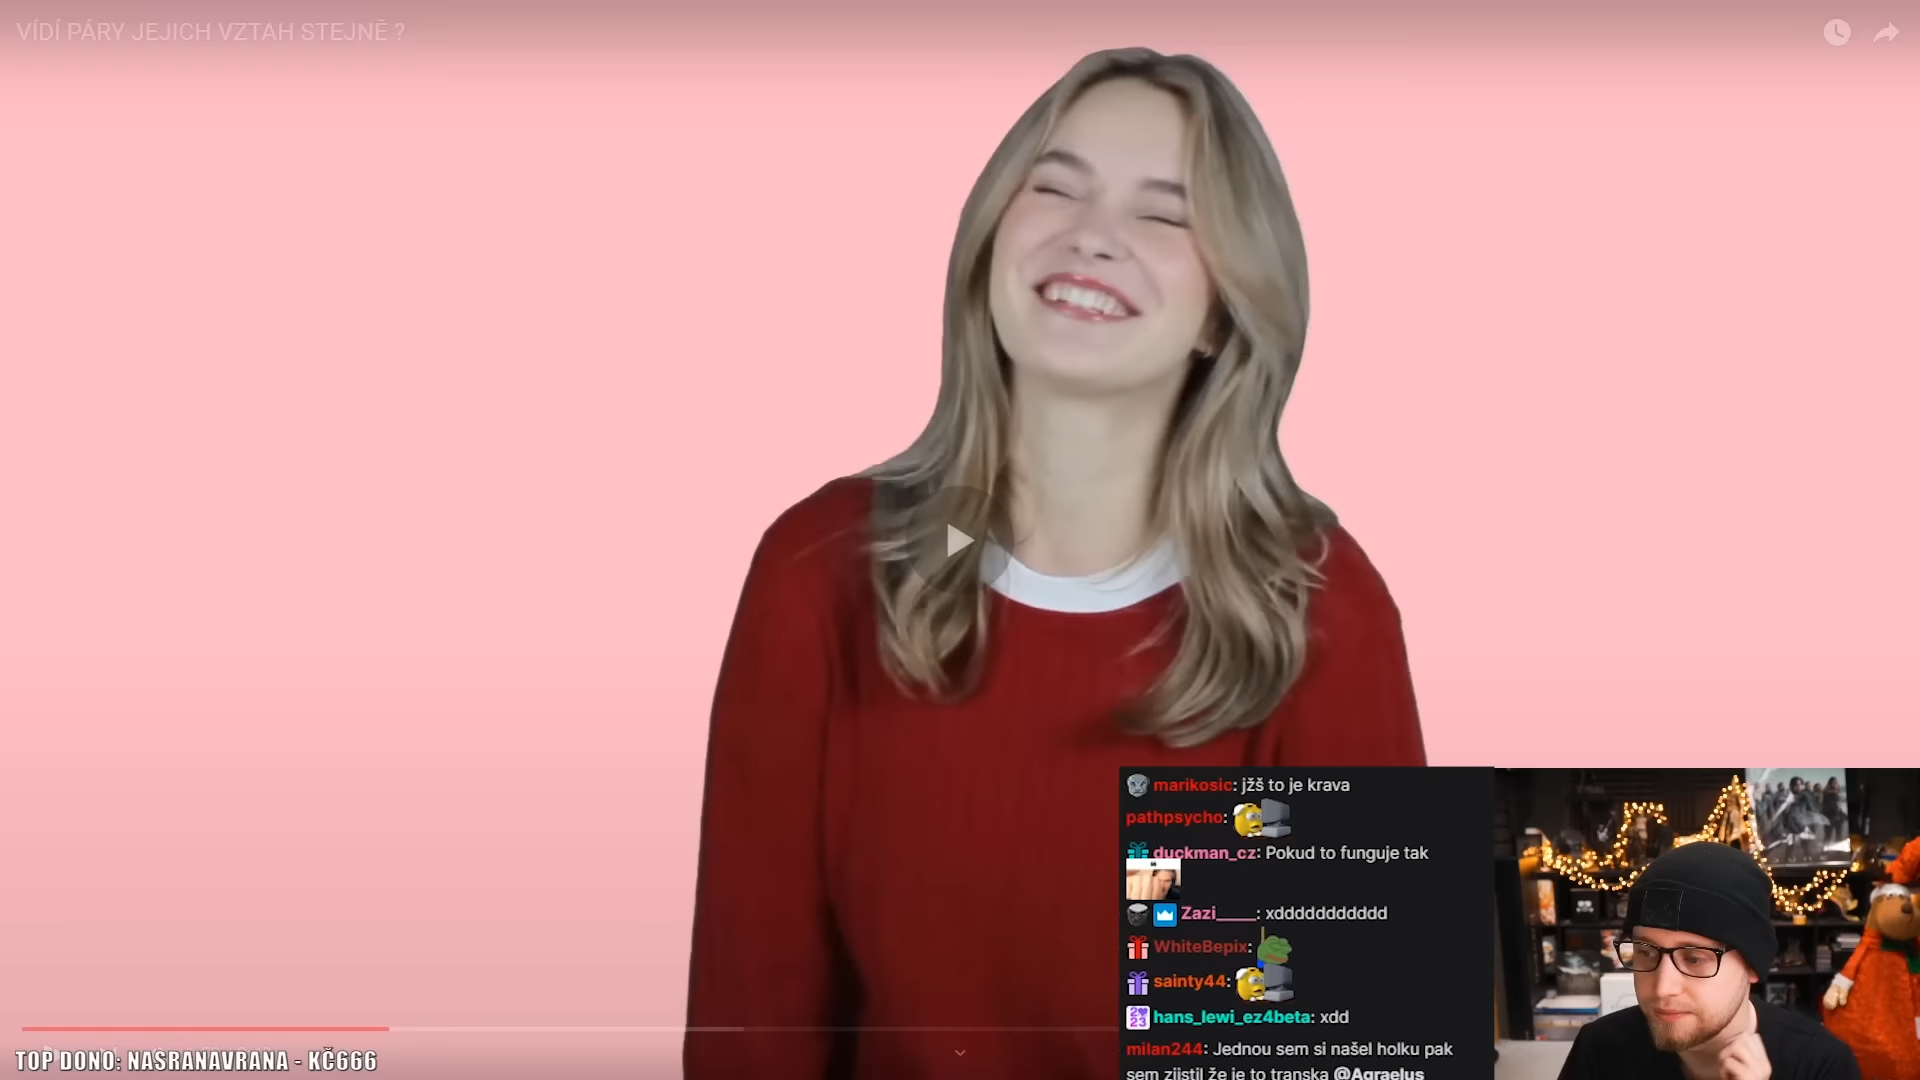 VÍDÍ PÁRY JEJICH VZTAH STEJNĚ ?
marikosic: jžš to je krava
pathpsycho:
duckman_cz: Pokud to funguje tak
Zazi_____: xddddddddddd
WhiteBepix:
sainty44:
hans_lewi_ez4beta: xdd
milan244: Jednou sem si našel holku pak
sem zjistil že je to transka @Agraelus
TOP DONO: NASRANAVRANA - KČ666